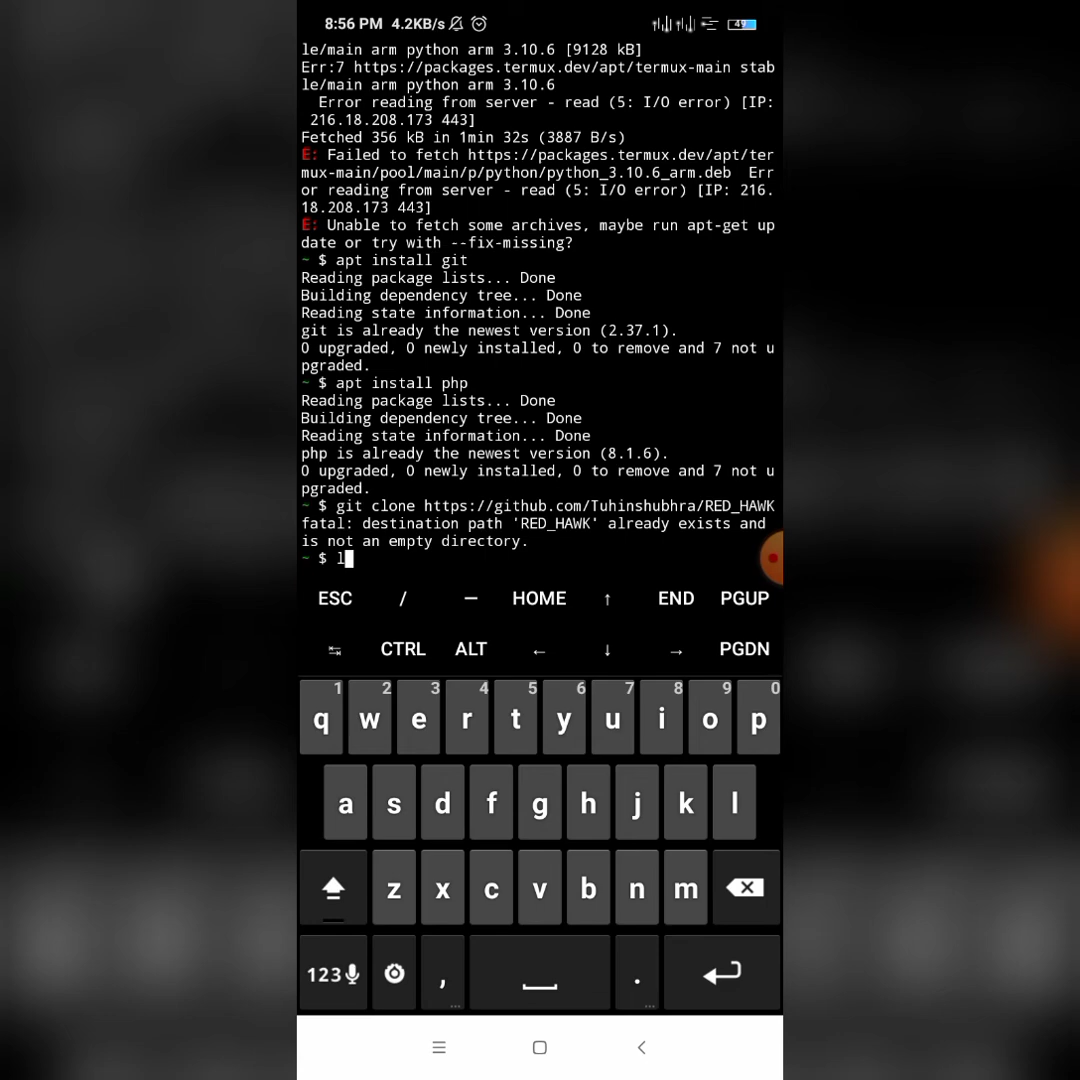 8:56 PM 4.2KB/s 49
le/main arm python arm 3.10.6 [9128 kB]
Err:7 https://packages.termux.dev/apt/termux-main stab
le/main arm python arm 3.10.6
  Error reading from server - read (5: I/O error) [IP:
 216.18.208.173 443]
Fetched 356 kB in 1min 32s (3887 B/s)
E: Failed to fetch https://packages.termux.dev/apt/ter
mux-main/pool/main/p/python/python_3.10.6_arm.deb  Err
or reading from server - read (5: I/O error) [IP: 216.
18.208.173 443]
E: Unable to fetch some archives, maybe run apt-get up
date or try with --fix-missing?
~ $ apt install git
Reading package lists... Done
Building dependency tree... Done
Reading state information... Done
git is already the newest version (2.37.1).
0 upgraded, 0 newly installed, 0 to remove and 7 not u
pgraded.
~ $ apt install php
Reading package lists... Done
Building dependency tree... Done
Reading state information... Done
php is already the newest version (8.1.6).
0 upgraded, 0 newly installed, 0 to remove and 7 not u
pgraded.
~ $ git clone https://github.com/Tuhinshubhra/RED_HAWK
fatal: destination path 'RED_HAWK' already exists and
is not an empty directory.
~ $ l
ESC / — HOME ↑ END PGUP
↹ CTRL ALT ← ↓ → PGDN
1 2 3 4 5 6 7 8 9 0
q w e r t y u i o p
a s d f g h j k l
z x c v b n m
123 , .